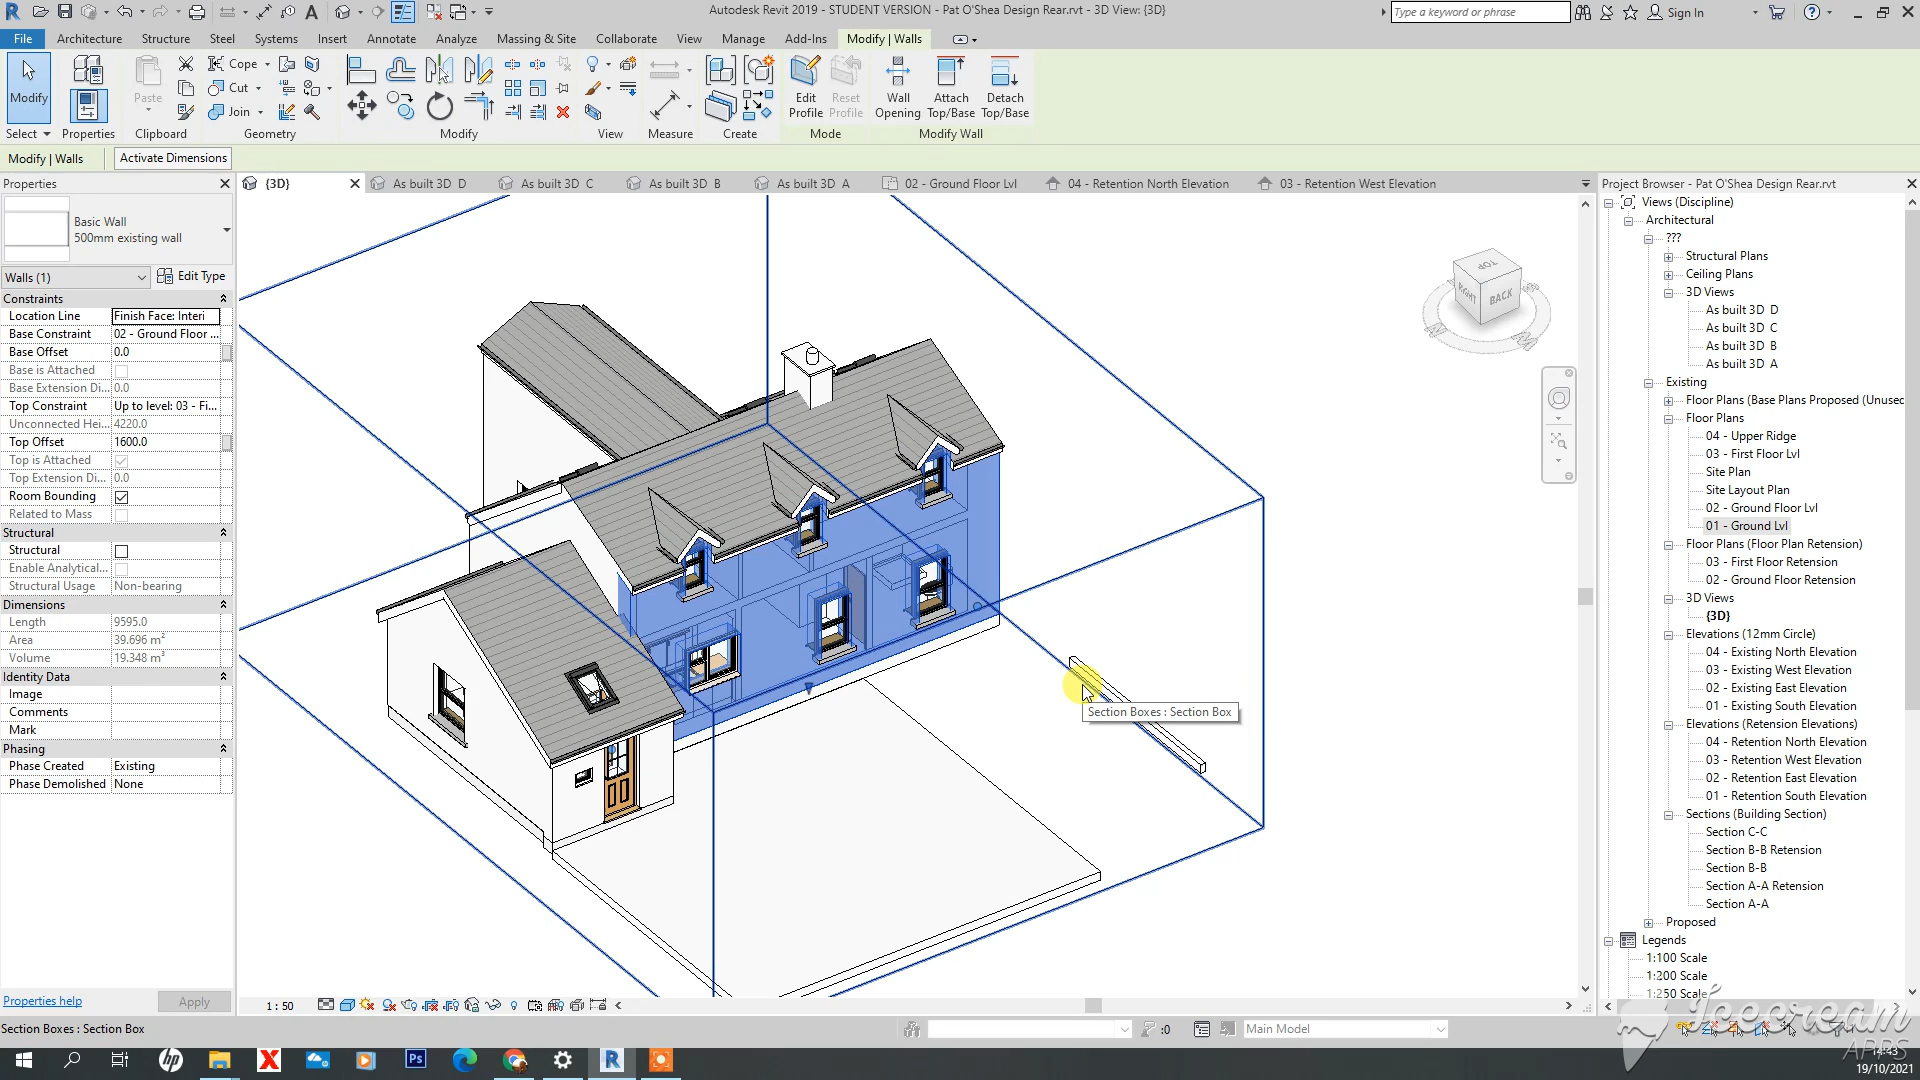 Autodesk Revit 2019 - STUDENT VERSION - Pat O'Shea Design Rear.rvt - 3D View: {3D}
Type a keyword or phrase
Sign In
File Architecture Structure Steel Systems Insert Annotate Analyze Massing & Site Collaborate View Manage Add-Ins Modify | Walls
Modify
Paste
Cope
Cut
Join
Edit Profile
Reset Profile
Wall Opening
Attach Top/Base
Detach Top/Base
Select Properties Clipboard Geometry Modify View Measure Create Mode Modify Wall
Modify | Walls Activate Dimensions
Properties
{3D} As built 3D D As built 3D C As built 3D B As built 3D A 02 - Ground Floor Lvl 04 - Retention North Elevation 03 - Retention West Elevation
Basic Wall
500mm existing wall
Walls (1) Edit Type
Constraints
Location Line Finish Face: Interi
Base Constraint 02 - Ground Floor ...
Base Offset 0.0
Base is Attached
Base Extension Di... 0.0
Top Constraint Up to level: 03 - Fi...
Unconnected Hei... 4220.0
Top Offset 1600.0
Top is Attached
Top Extension Di... 0.0
Room Bounding
Related to Mass
Structural
Structural
Enable Analytical...
Structural Usage Non-bearing
Dimensions
Length 9595.0
Area 39.696 m²
Volume 19.348 m³
Identity Data
Image
Comments
Mark
Phasing
Phase Created Existing
Phase Demolished None
Properties help Apply
TOP
RIGHT
BACK
Section Boxes : Section Box
Project Browser - Pat O'Shea Design Rear.rvt
Views (Discipline)
Architectural
???
Structural Plans
Ceiling Plans
3D Views
As built 3D D
As built 3D C
As built 3D B
As built 3D A
Existing
Floor Plans (Base Plans Proposed (Unusec
Floor Plans
04 - Upper Ridge
03 - First Floor Lvl
Site Plan
Site Layout Plan
02 - Ground Floor Lvl
01 - Ground Lvl
Floor Plans (Floor Plan Retension)
03 - First Floor Retension
02 - Ground Floor Retension
3D Views
{3D}
Elevations (12mm Circle)
04 - Existing North Elevation
03 - Existing West Elevation
02 - Existing East Elevation
01 - Existing South Elevation
Elevations (Retension Elevations)
04 - Retention North Elevation
03 - Retention West Elevation
02 - Retension East Elevation
01 - Retension South Elevation
Sections (Building Section)
Section C-C
Section B-B Retension
Section B-B
Section A-A Retension
Section A-A
Proposed
Legends
1:100 Scale
1:200 Scale
1:250 Scale
1 : 50
Section Boxes : Section Box
:0
Main Model
Icecream
APPS
14:43
19/10/2021